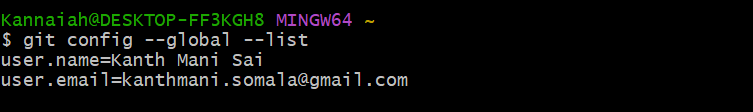 Kannaiah@DESKTOP-FF3KGH8 MINGW64 ~
$ git config --global --list
user.name=Kanth Mani Sai
user.email=kanthmani.somala@gmail.com